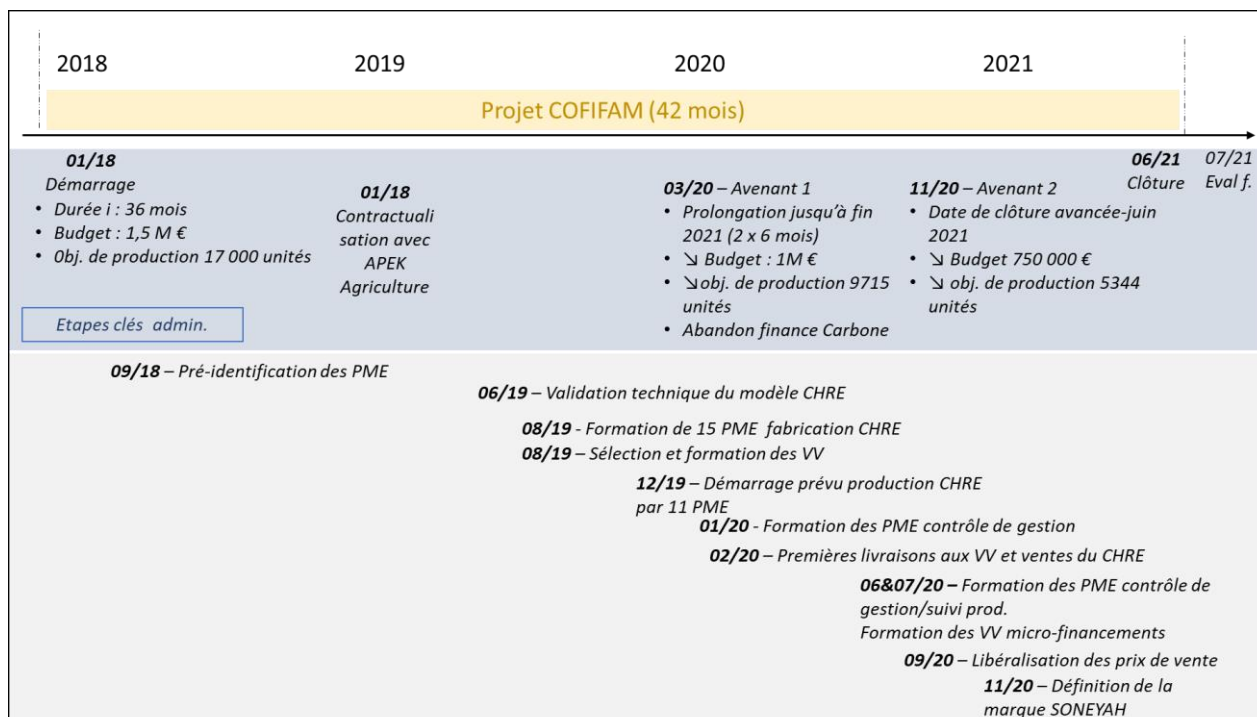 2018 2019 2020 2021
Projet COFIFAM (42 mois)
01/18
Démarrage
• Durée i : 36 mois
• Budget : 1,5 M €
• 0bj. de production 17 000 unités
01/18
Contractuali
sation avec
APEK
Agriculture
03/20 – Avenant 1
• Prolongation jusqu'à fin
2021 (2 x 6 mois)
• ↘ Budget : 1M €
• ↘obj. de production 9715
unités
• Abandon finance Carbone
11/20 – Avenant 2
• Date de clôture avancée-juin
2021
• ↘ Budget 750 000 €
• ↘ obj. de production 5344
unités
06/21
Clôture
07/21
Eval f.
Etapes clés admin.
09/18 – Pré-identification des PME
06/19 – Validation technique du modèle CHRE
08/19 - Formation de 15 PME fabrication CHRE
08/19 – Sélection et formation des VV
12/19 – Démarrage prévu production CHRE
par 11 PME
01/20 - Formation des PME contrôle de gestion
02/20 – Premières livraisons aux VV et ventes du CHRE
06&07/20 – Formation des PME contrôle de
gestion/suivi prod.
Formation des VV micro-financements
09/20 – Libéralisation des prix de vente
11/20 – Définition de la
marque SONEYAH